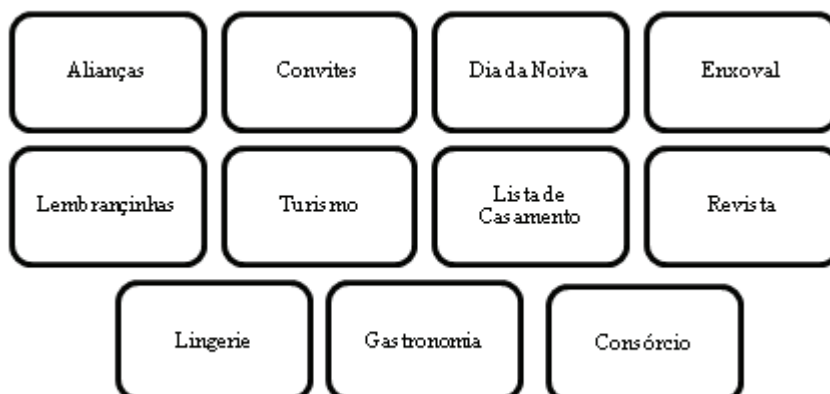 Alianças
Convites
Dia da Noiva
Enxoval
Lembrançinhas
Turismo
Lista de
Casamento
Revista
Lingerie
Gastronomia
Consórcio